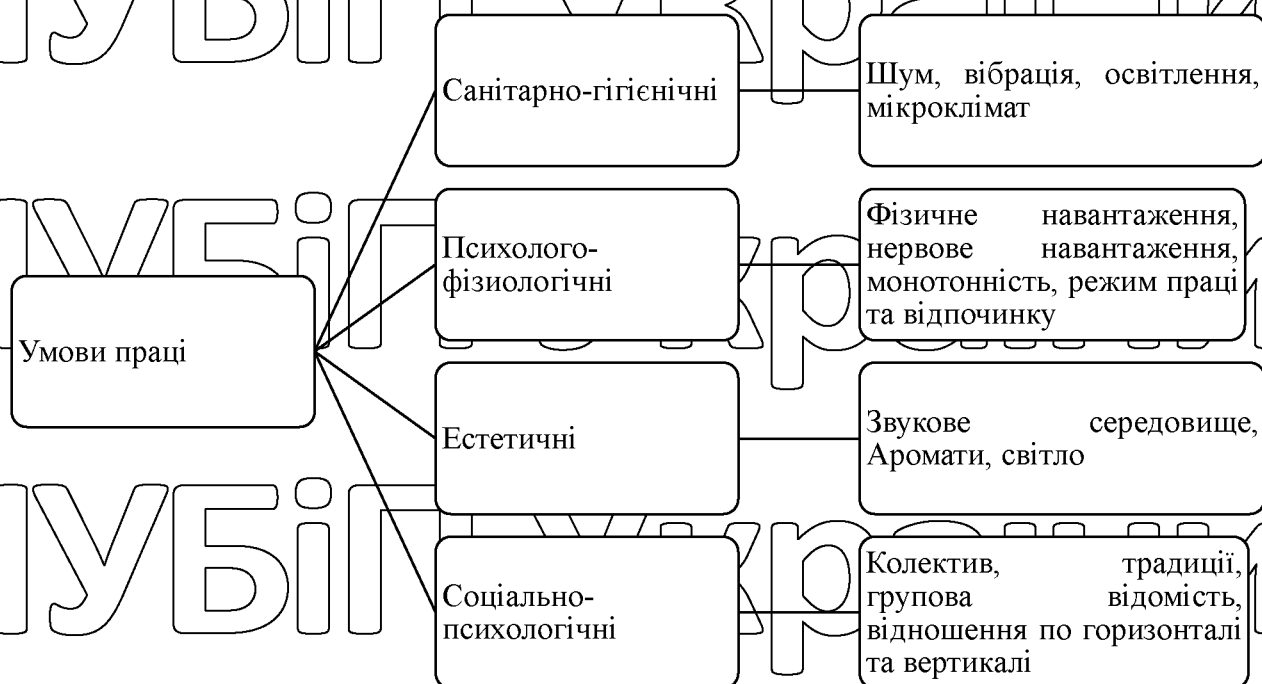 Санітарно-гігієнічні
Шум, вібрація, освітлення,
мікроклімат
Психолого-
фізиологічні
Фізичне навантаження,
нервове навантаження,
монотонність, режим праці
та відпочинку
Умови праці
Естетичні
Звукове середовище,
Аромати, світло
Соціально-
психологічні
Колектив, традиції,
групова відомість,
відношення по горизонталі
та вертикалі